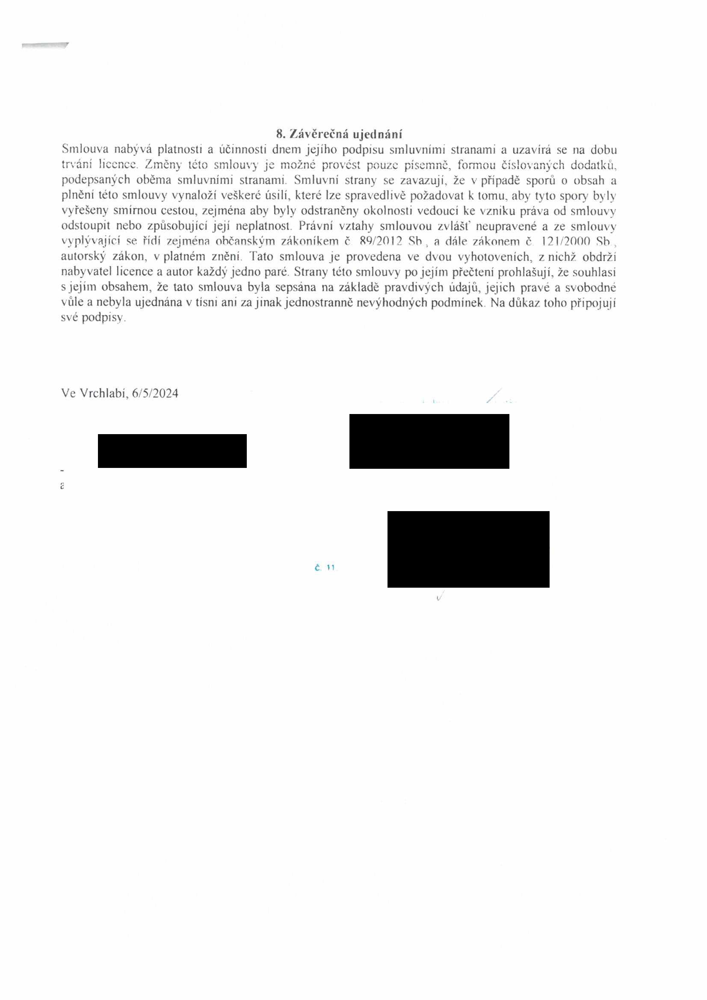 8. Závěrečná ujednání
Smlouva nabývá platnosti a účinnosti dnem jejího podpisu smluvními stranami a uzavírá se na dobu
trvání licence. Změny této smlouvy je možné provést pouze písemně, formou číslovaných dodatků,
podepsaných oběma smluvními stranami. Smluvní strany se zavazují, že v případě sporů o obsah a
plnění této smlouvy vynaloží veškeré úsilí, které lze spravedlivě požadovat k tomu, aby tyto spory byly
vyřešeny smírnou cestou, zejména aby byly odstraněny okolnosti vedoucí ke vzniku práva od smlouvy
odstoupit nebo způsobující její neplatnost. Právní vztahy smlouvou zvlášť neupravené a ze smlouvy
vyplývající se řídí zejména občanským zákoníkem č. 89/2012 Sb., a dále zákonem č. 121/2000 Sb.,
autorský zákon, v platném znění. Tato smlouva je provedena ve dvou vyhotoveních, z nichž obdrží
nabyvatel licence a autor každý jedno paré. Strany této smlouvy po jejím přečtení prohlašují, že souhlasí
s jejím obsahem, že tato smlouva byla sepsána na základě pravdivých údajů, jejich pravé a svobodné
vůle a nebyla ujednána v tísni ani za jinak jednostranně nevýhodných podmínek. Na důkaz toho připojují
své podpisy.
Ve Vrchlabí, 6/5/2024
č. 11